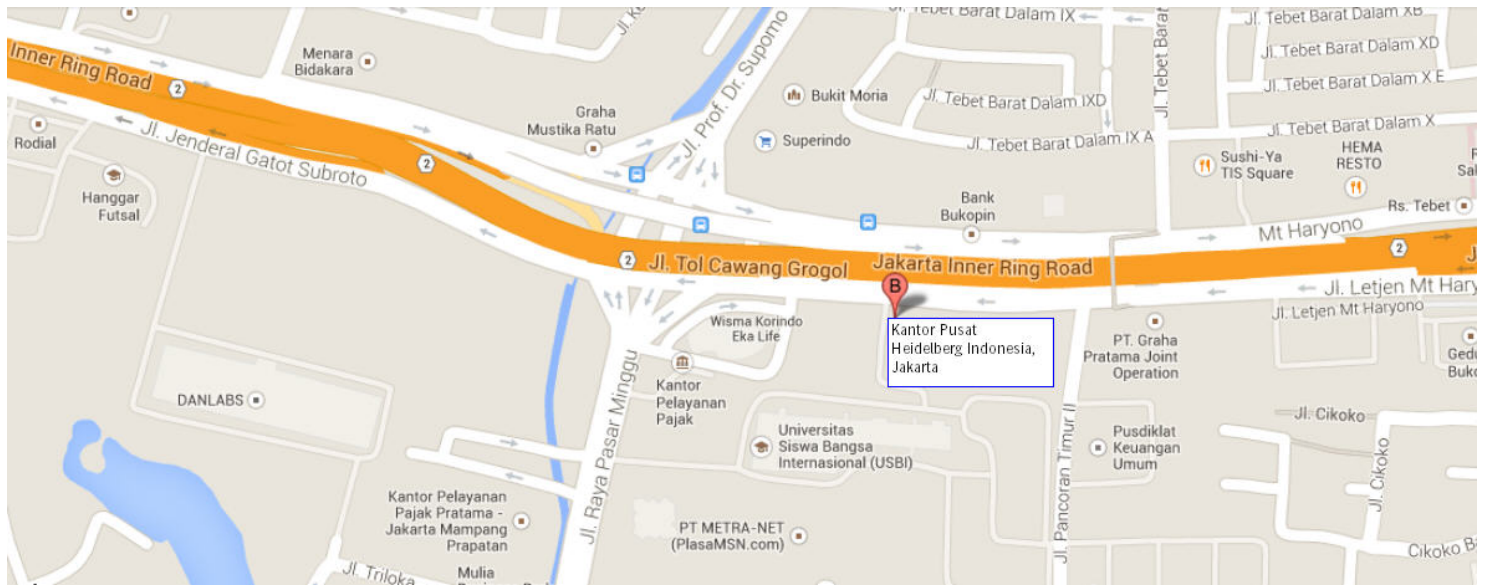 Jl. Tebet Barat Dalam IX
Jl. Tebet Barat Dalam XB
Jl. Tebet Barat Dalam XD
Jl. Tebet Barat Dalam X E
Jl. Tebet Barat
Inner Ring Road
2
Menara
Bidakara
Jl. Prof. Dr. Supomo
Bukit Moria
Jl. Tebet Barat Dalam IXD
Graha
Mustika Ratu
Superindo
Jl. Tebet Barat Dalam IX A
Jl. Tebet Barat Dalam X
Rodial
Jl. Jenderal Gatot Subroto
2
Sushi-Ya
TIS Square
HEMA
RESTO
Hanggar
Futsal
Bank
Bukopin
Rs. Tebet
Mt Haryono
2
2
Jl. Tol Cawang Grogol
Jakarta Inner Ring Road
B
Jl. Letjen Mt Hary
Jl. Letjen Mt Haryono
Wisma Korindo
Eka Life
Kantor Pusat
Heidelberg Indonesia,
Jakarta
PT. Graha
Pratama Joint
Operation
Kantor
Pelayanan
Pajak
DANLABS
Jl. Raya Pasar Minggu
Universitas
Siswa Bangsa
Internasional (USBI)
Jl. Pancoran Timur II
Pusdiklat
Keuangan
Umum
Jl. Cikoko
Jl. Cikoko
Kantor Pelayanan
Pajak Pratama -
Jakarta Mampang
Prapatan
PT METRA-NET
(PlasaMSN.com)
Cikoko B
Jl. Triloka
Mulia